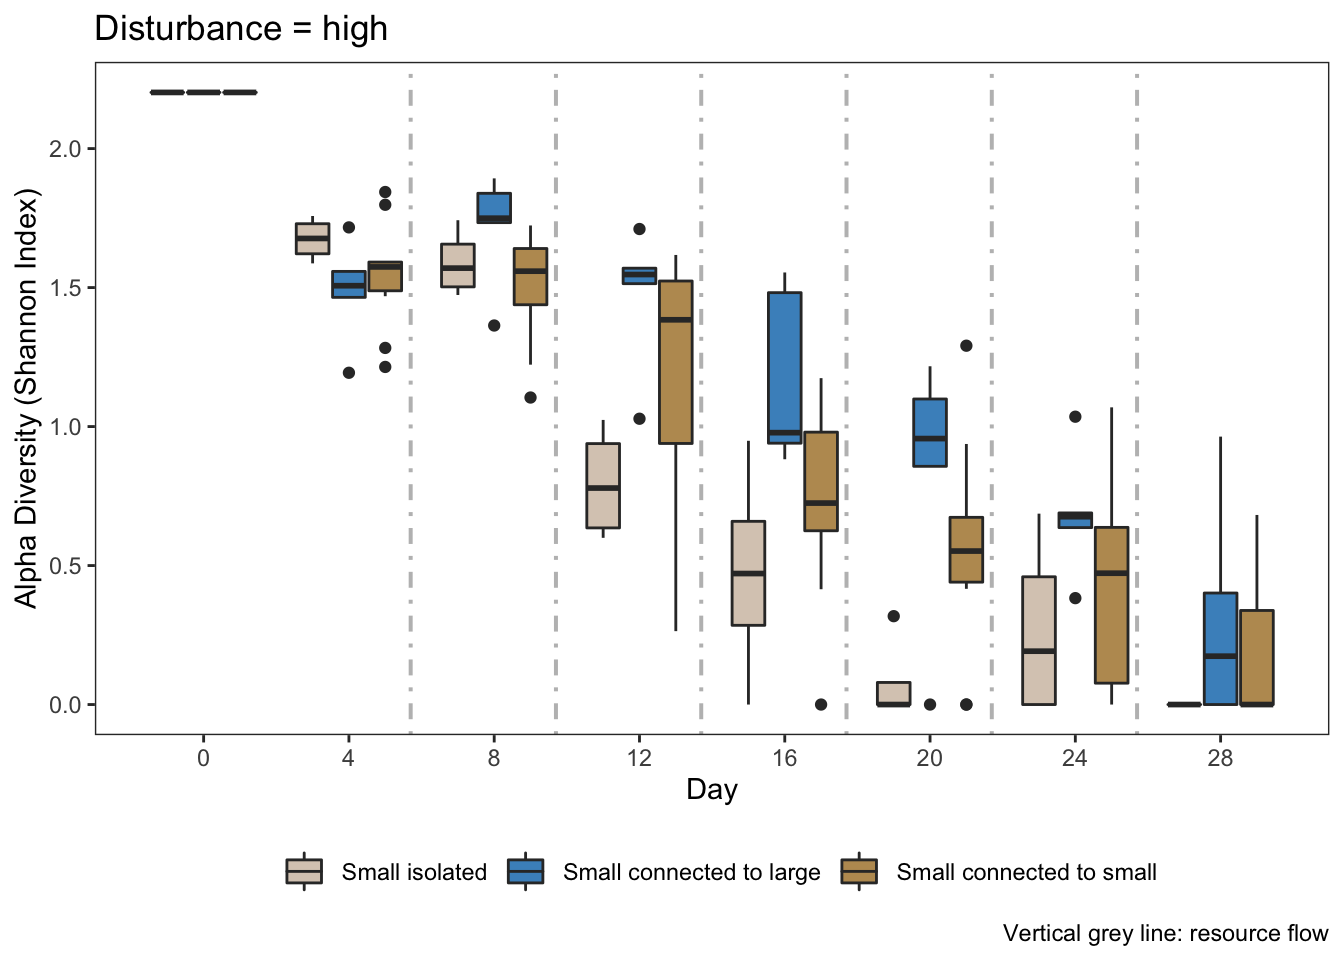 Disturbance = high
Alpha Diversity (Shannon Index)
2.0
1.5
1.0
0.5
0.0
0 4 8 12 16 20 24 28
Day
Small isolated Small connected to large Small connected to small
Vertical grey line: resource flow